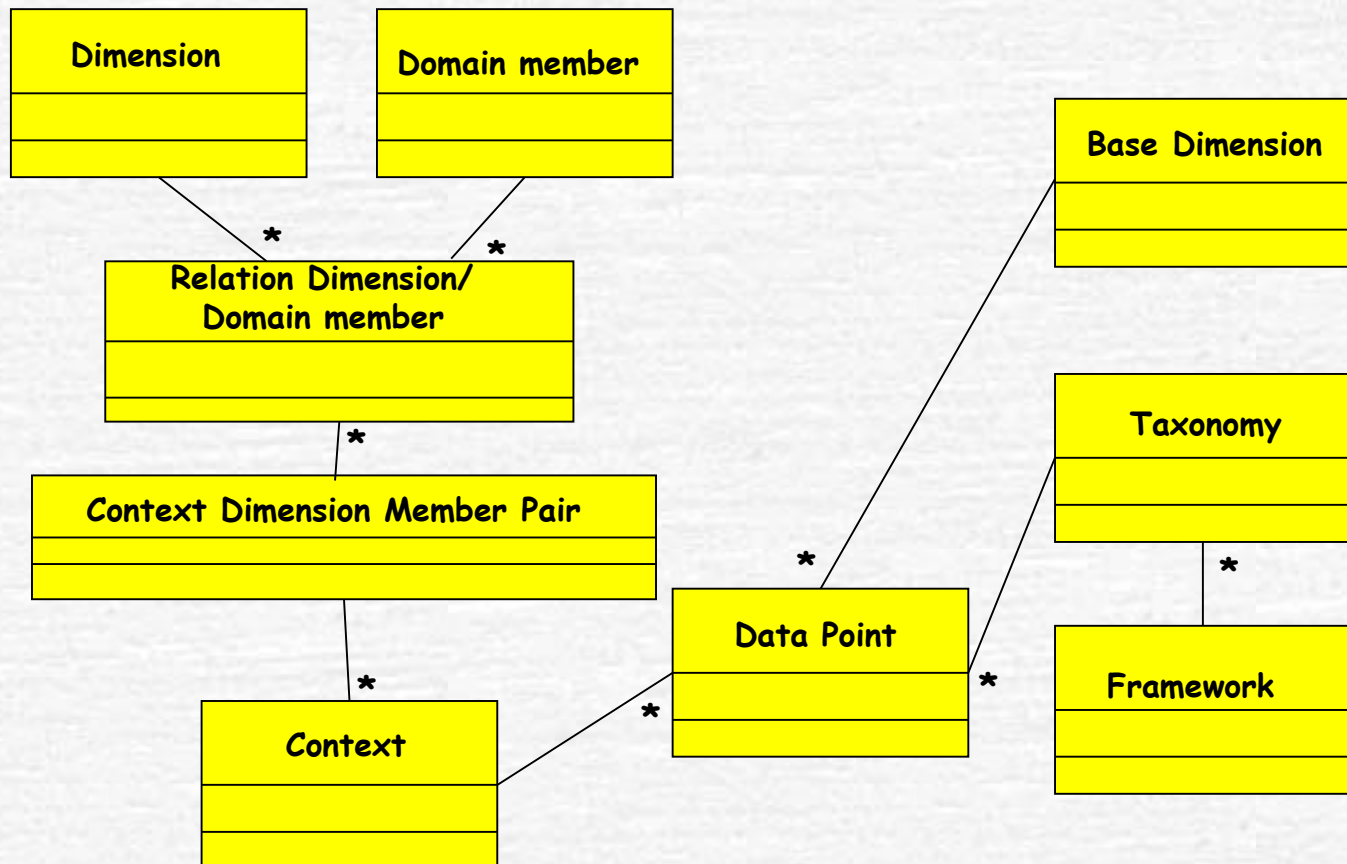 Dimension
Domain member
Base Dimension
*
*
Relation Dimension/
Domain member
Taxonomy
*
Context Dimension Member Pair
*
*
Data Point
*
*
Framework
*
Context